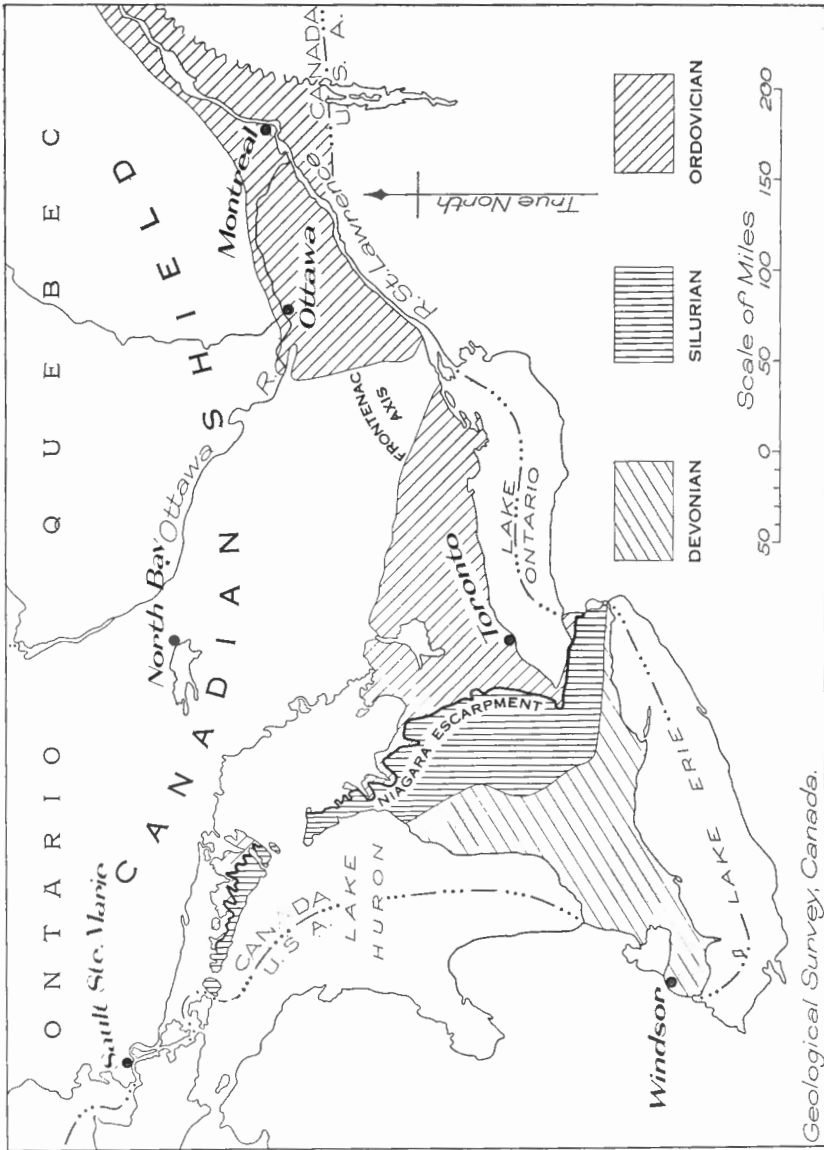 ONTARIO
QUEBEC
CANADIAN SHIELD
Sault Ste. Marie
North Bay
Ottawa R.
Montreal
Ottawa
CANADA
U.S.A.
R. St. Lawrence
FRONTENAC
AXIS
CANADA
U.S.A.
LAKE
HURON
NIAGARA ESCARPMENT
Toronto
LAKE
ONTARIO
True North
Windsor
LAKE ERIE
DEVONIAN
SILURIAN
ORDOVICIAN
50 0 50 100 150 200
Scale of Miles
Geological Survey, Canada.